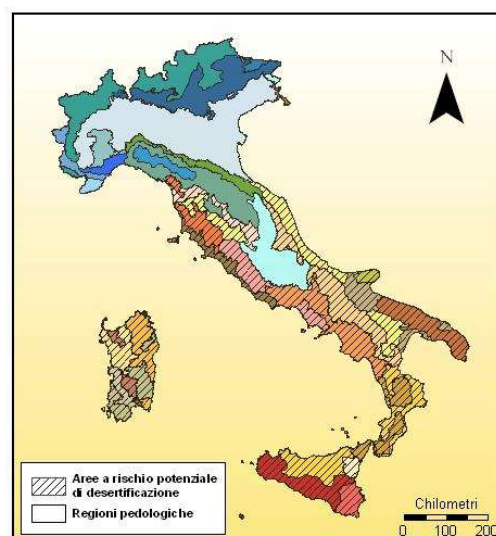 N
Aree a rischio potenziale
di desertificazione
Regioni pedologiche
Chilometri
0 100 200